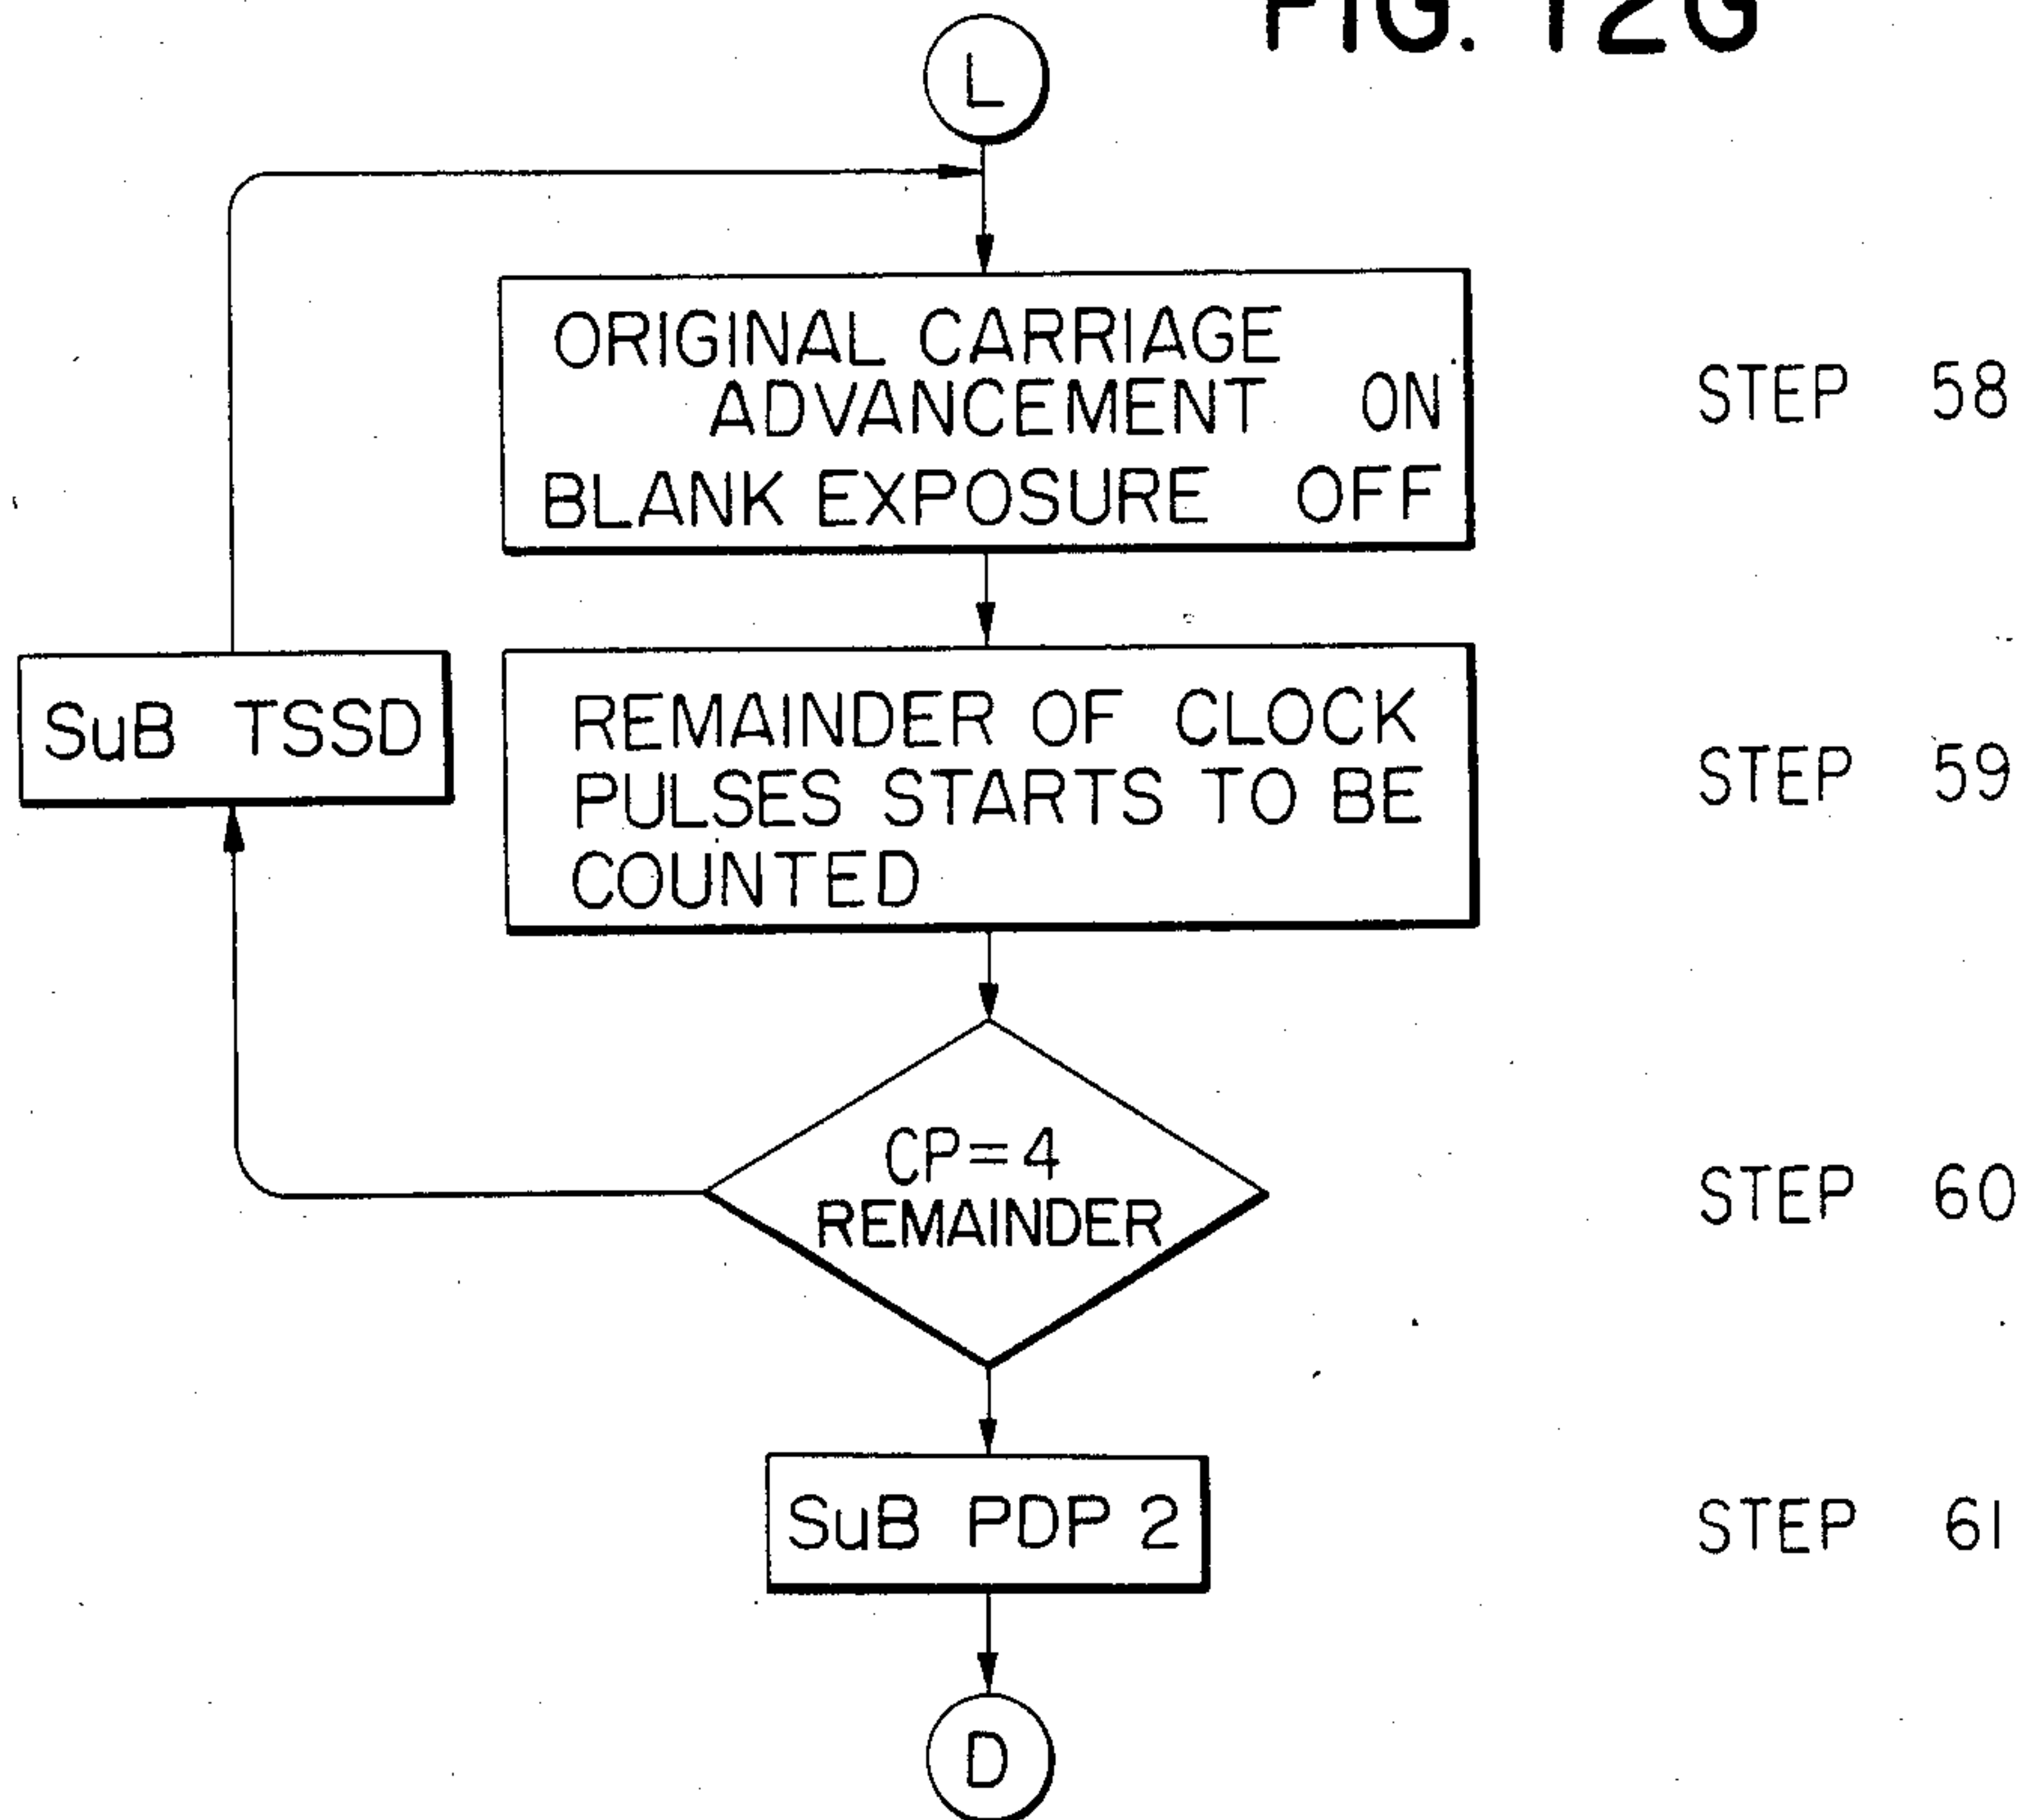 FIG. 12G
L
ORIGINAL CARRIAGE
ADVANCEMENT ON
BLANK EXPOSURE OFF
STEP 58
SuB TSSD
REMAINDER OF CLOCK
PULSES STARTS TO BE
COUNTED
STEP 59
CP=4
REMAINDER
STEP 60
SuB PDP 2
STEP 61
D